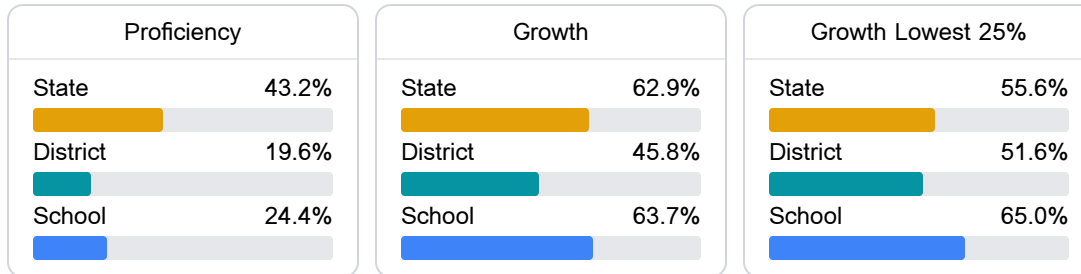 Proficiency
State 43.2%
District 19.6%
School 24.4%
Growth
State 62.9%
District 45.8%
School 63.7%
Growth Lowest 25%
State 55.6%
District 51.6%
School 65.0%